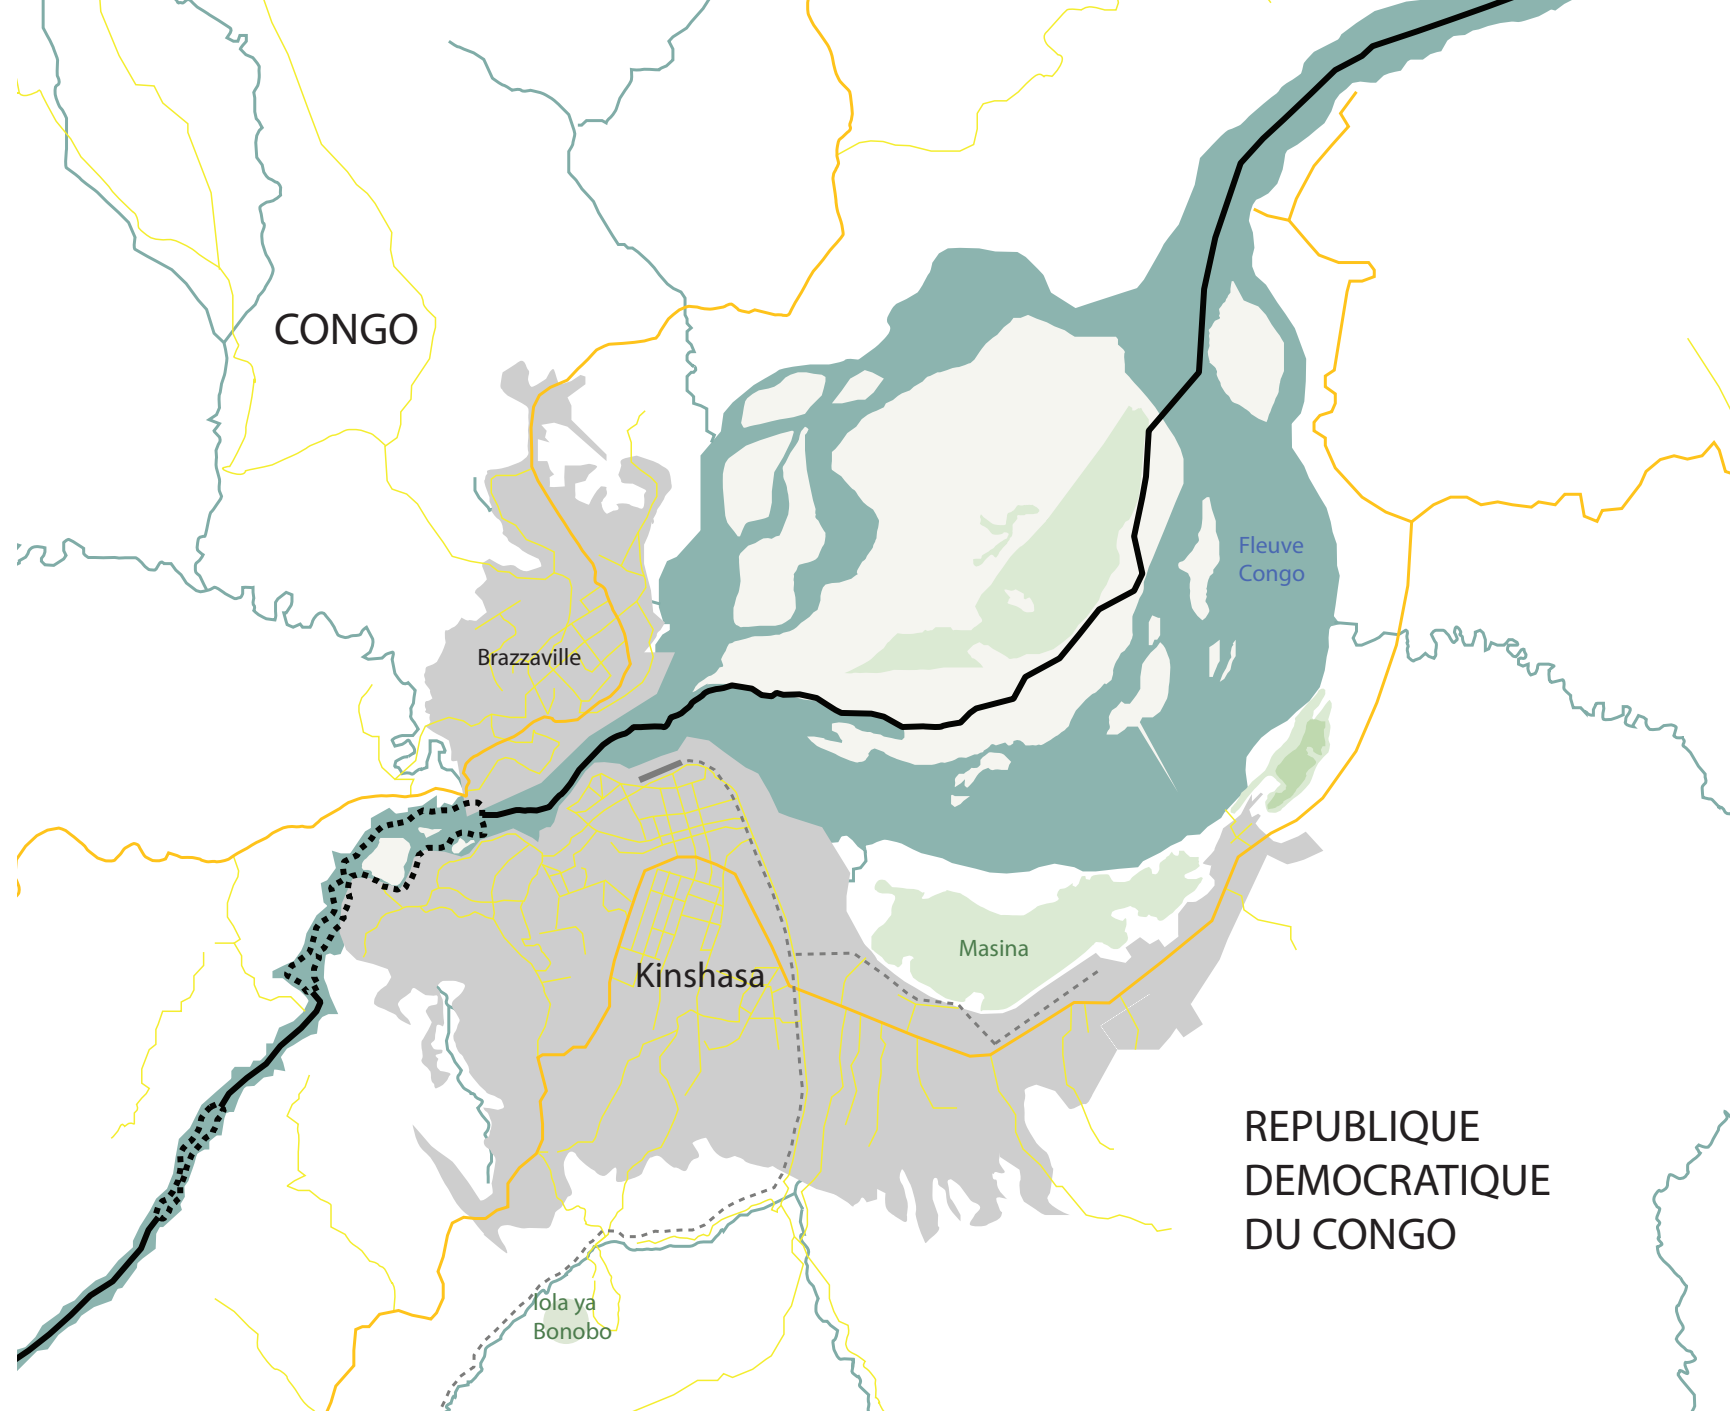 CONGO
Fleuve
Congo
Brazzaville
Masina
Kinshasa
REPUBLIQUE
DEMOCRATIQUE
DU CONGO
lola ya
Bonobo